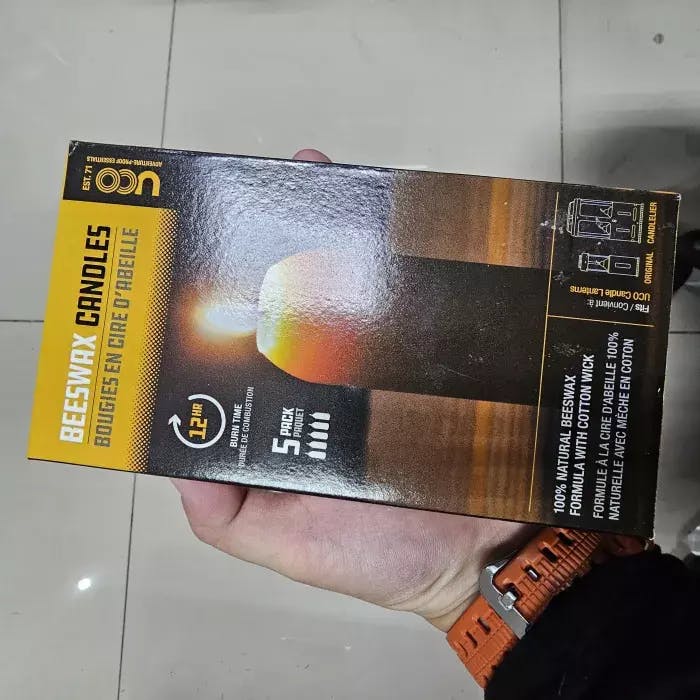 UCO
EST. 71
ADVENTURE-PROOF ESSENTIALS
BEESWAX CANDLES
BOUGIES EN CIRE D'ABEILLE
12 HR
BURN TIME
DURÉE DE COMBUSTION
5 PACK
PAQUET
Fits / Convient à:
UCO Candle Lanterns
ORIGINAL
CANDLELIER
100% NATURAL BEESWAX
FORMULA WITH COTTON WICK
FORMULE À LA CIRE D'ABEILLE 100%
NATURELLE AVEC MÈCHE EN COTON